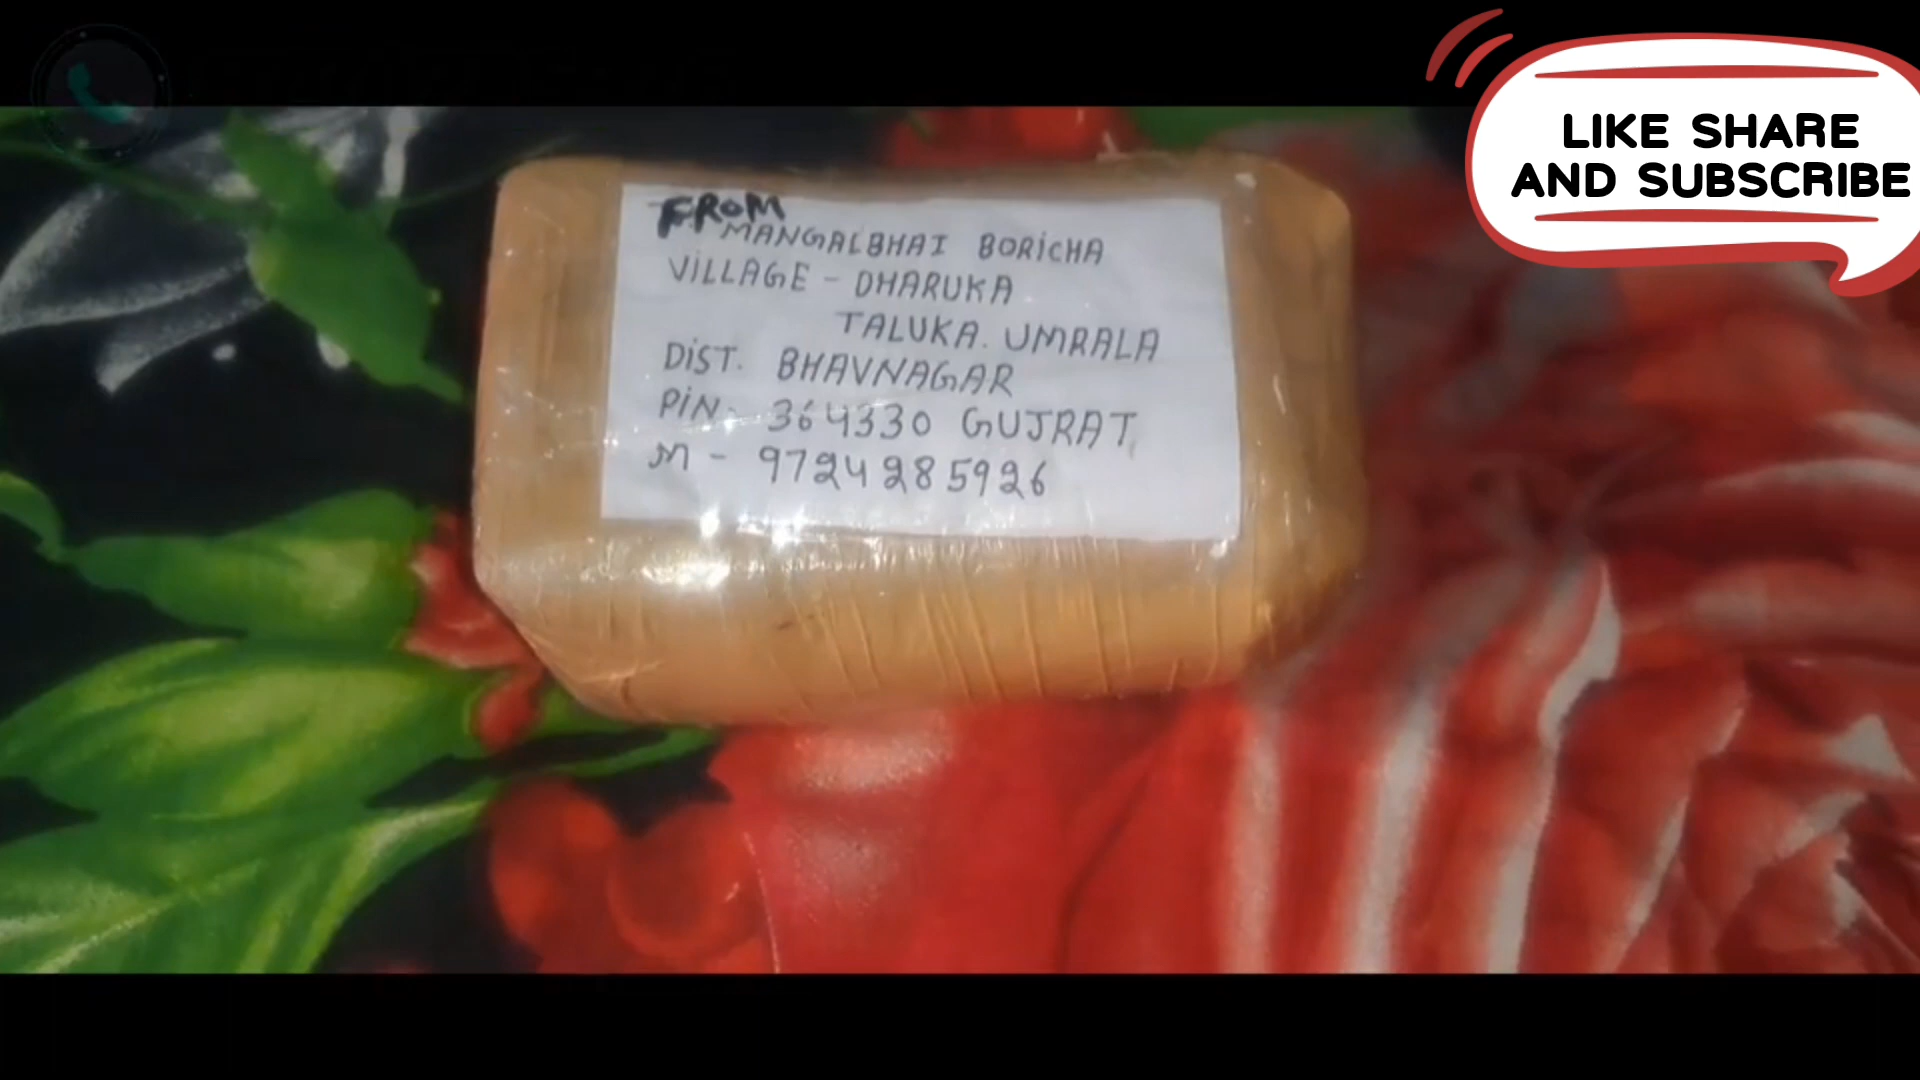 FROM
MANGALBHAI BORICHA
VILLAGE - DHARUKA
TALUKA. UMRALA
DIST. BHAVNAGAR
PIN- 364330 GUJRAT
M - 9724285926
LIKE SHARE
AND SUBSCRIBE